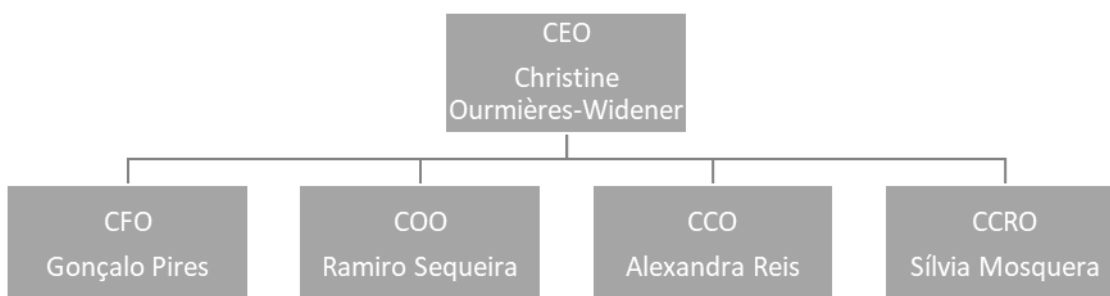 CEO
Christine
Ourmières-Widener
CFO
Gonçalo Pires
COO
Ramiro Sequeira
CCO
Alexandra Reis
CCRO
Sílvia Mosquera